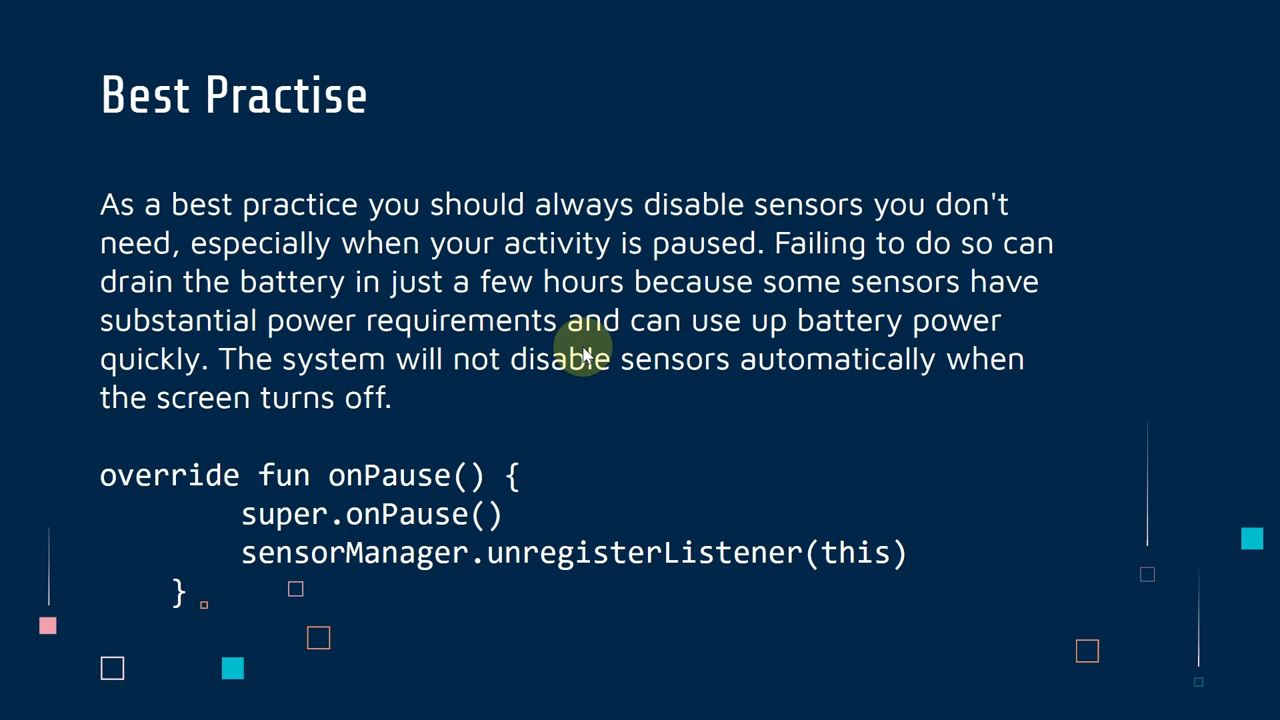 Best Practise
As a best practice you should always disable sensors you don't
need, especially when your activity is paused. Failing to do so can
drain the battery in just a few hours because some sensors have
substantial power requirements and can use up battery power
quickly. The system will not disable sensors automatically when
the screen turns off.
override fun onPause() {
super.onPause()
sensorManager.unregisterListener(this)
}